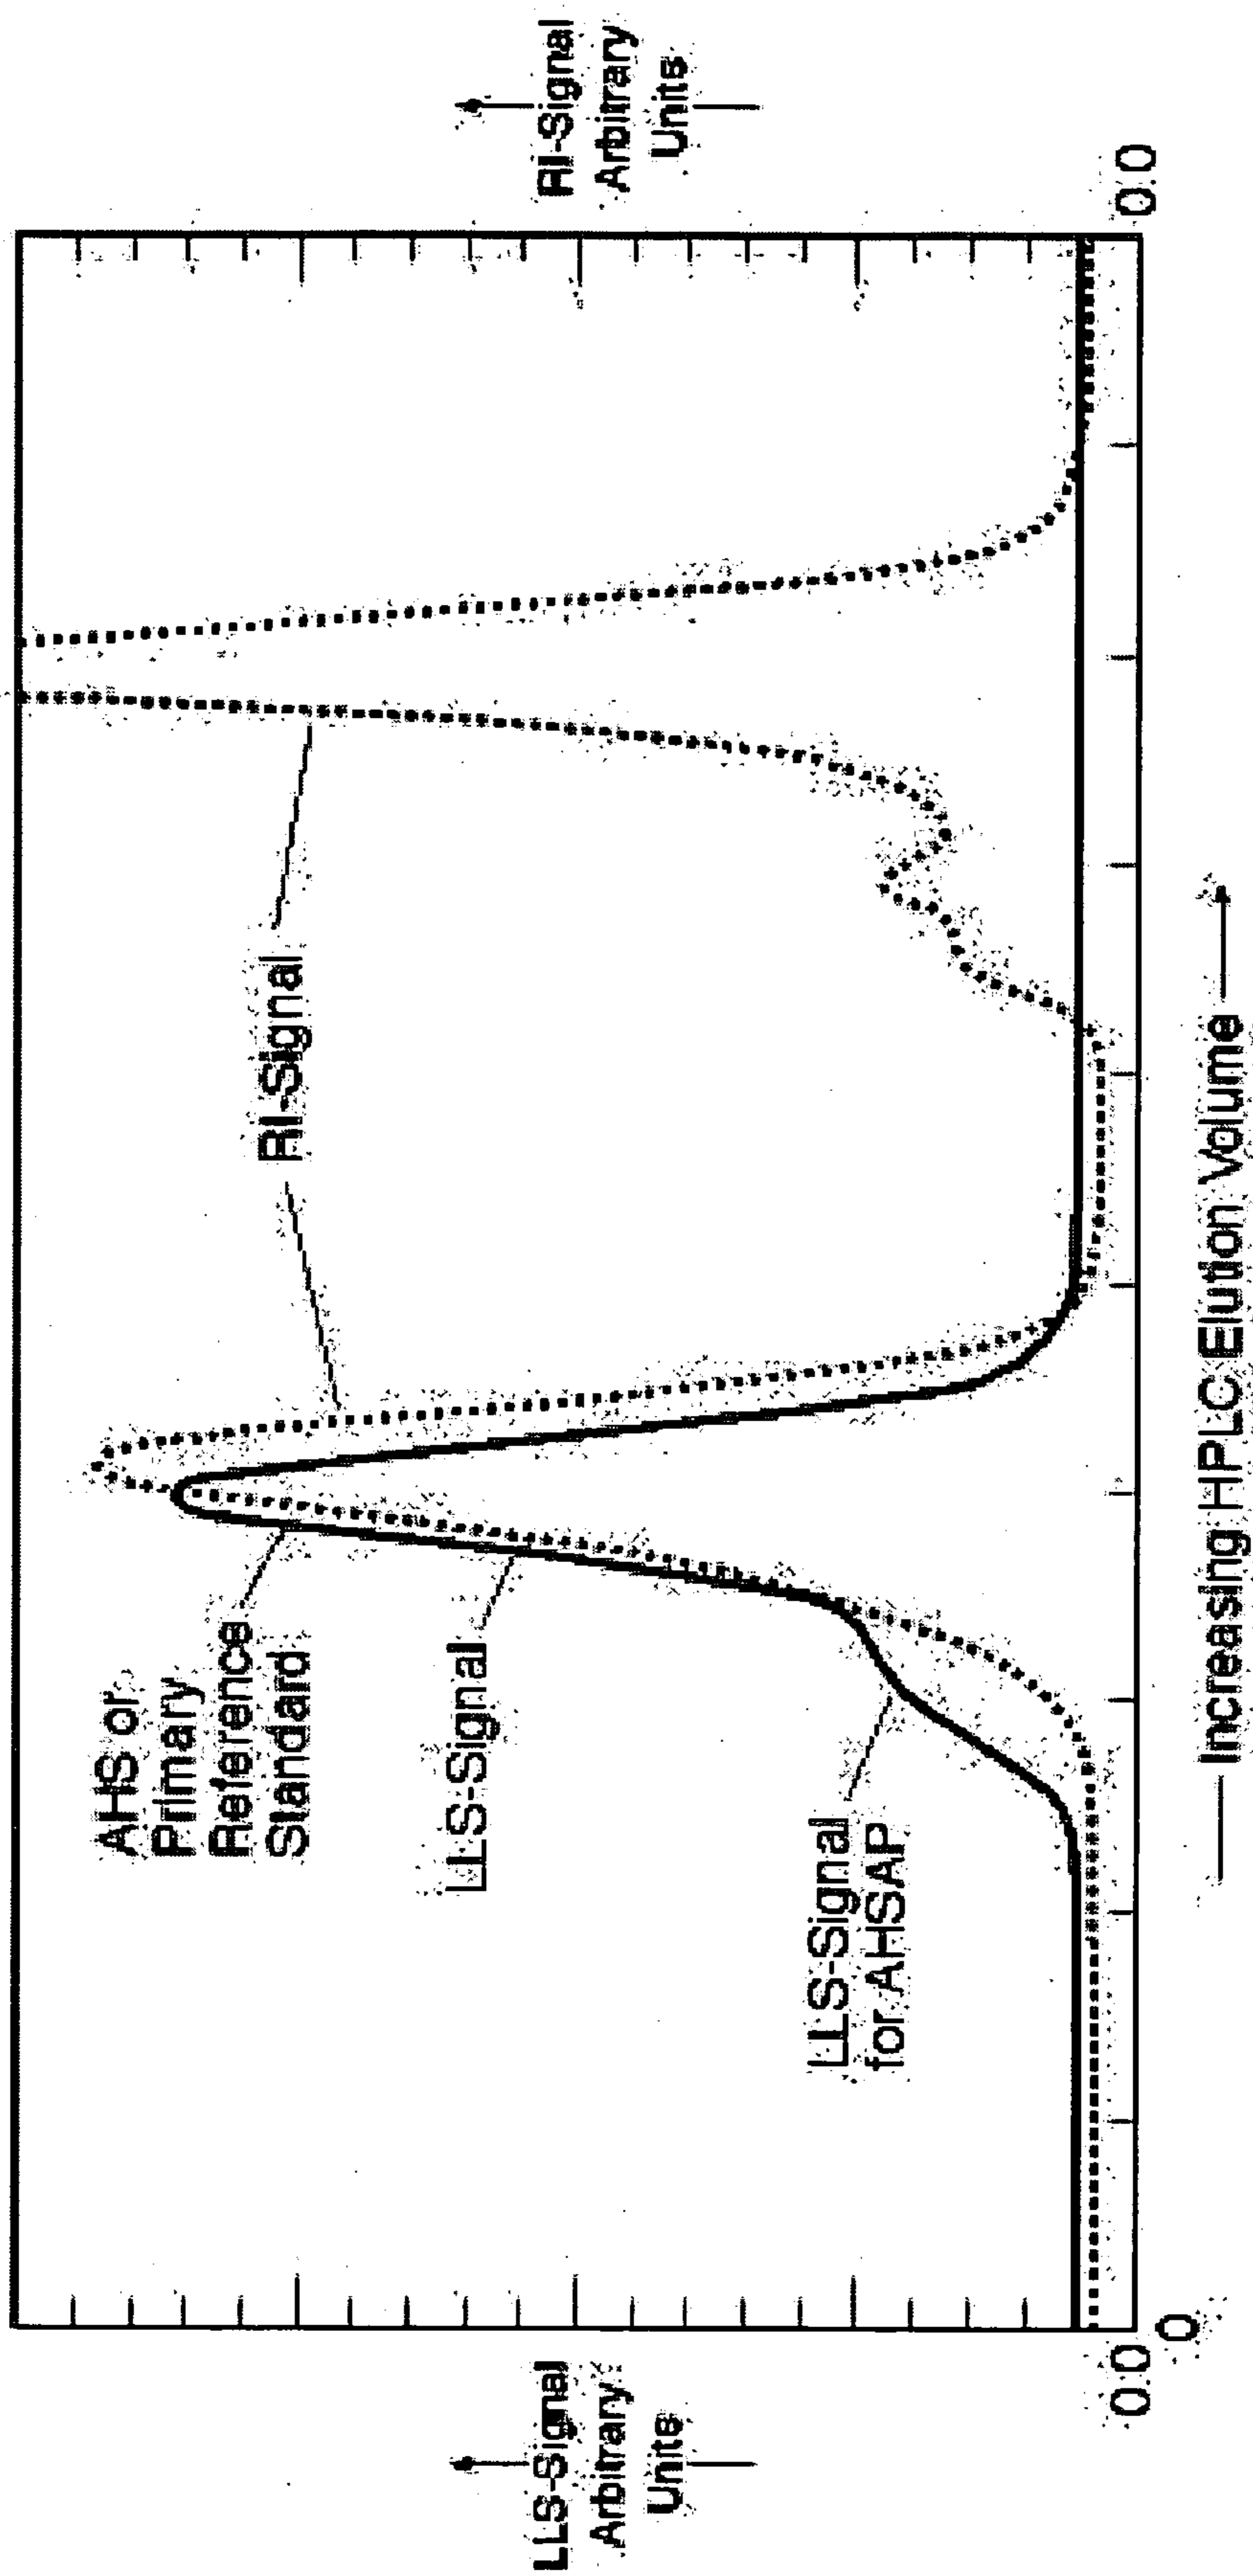 AHS or
Primary
Reference
Standard
LLS-Signal
LLS-Signal
for AHSAP
RI-Signal
LLS-Signal
Arbitrary
Units
RI-Signal
Arbitrary
Units
0.0
0
0.0
Increasing HPLC Elution Volume